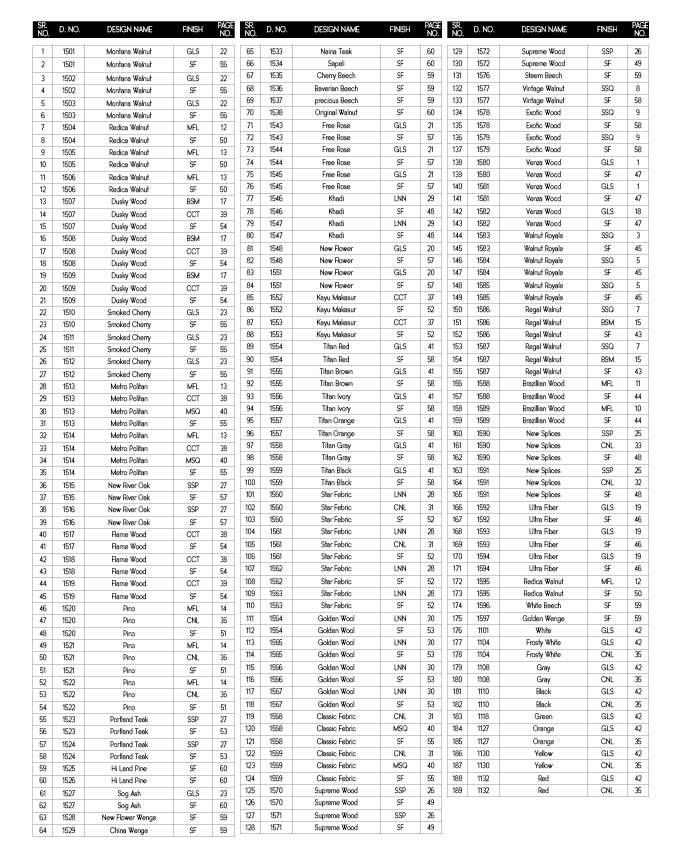 SR. NO. D. NO. DESIGN NAME FINISH PAGE NO.
1 1501 Montana Walnut GLS 22
2 1501 Montana Walnut SF 55
3 1502 Montana Walnut GLS 22
4 1502 Montana Walnut SF 55
5 1503 Montana Walnut GLS 22
6 1503 Montana Walnut SF 55
7 1504 Redica Walnut MFL 12
8 1504 Redica Walnut SF 50
9 1505 Redica Walnut MFL 13
10 1505 Redica Walnut SF 50
11 1506 Redica Walnut MFL 13
12 1506 Redica Walnut SF 50
13 1507 Dusky Wood BSM 17
14 1507 Dusky Wood CCT 39
15 1507 Dusky Wood SF 54
16 1508 Dusky Wood BSM 17
17 1508 Dusky Wood CCT 39
18 1508 Dusky Wood SF 54
19 1509 Dusky Wood BSM 17
20 1509 Dusky Wood CCT 39
21 1509 Dusky Wood SF 54
22 1510 Smoked Cherry GLS 23
23 1510 Smoked Cherry SF 55
24 1511 Smoked Cherry GLS 23
25 1511 Smoked Cherry SF 55
26 1512 Smoked Cherry GLS 23
27 1512 Smoked Cherry SF 55
28 1513 Metro Politan MFL 13
29 1513 Metro Politan CCT 38
30 1513 Metro Politan MSQ 40
31 1513 Metro Politan SF 55
32 1514 Metro Politan MFL 13
33 1514 Metro Politan CCT 38
34 1514 Metro Politan MSQ 40
35 1514 Metro Politan SF 55
36 1515 New River Oak SSP 27
37 1515 New River Oak SF 57
38 1516 New River Oak SSP 27
39 1516 New River Oak SF 57
40 1517 Flame Wood CCT 38
41 1517 Flame Wood SF 54
42 1518 Flame Wood CCT 38
43 1518 Flame Wood SF 54
44 1519 Flame Wood CCT 39
45 1519 Flame Wood SF 54
46 1520 Pino MFL 14
47 1520 Pino CNL 36
48 1520 Pino SF 51
49 1521 Pino MFL 14
50 1521 Pino CNL 36
51 1521 Pino SF 51
52 1522 Pino MFL 14
53 1522 Pino CNL 36
54 1522 Pino SF 51
55 1523 Portland Teak SSP 27
56 1523 Portland Teak SF 53
57 1524 Portland Teak SSP 27
58 1524 Portland Teak SF 53
59 1525 Hi Land Pine SF 60
60 1526 Hi Land Pine SF 60
61 1527 Sog Ash GLS 23
62 1527 Sog Ash SF 60
63 1528 New Flower Wenge SF 59
64 1529 China Wenge SF 59
SR. NO. D. NO. DESIGN NAME FINISH PAGE NO.
65 1533 Naina Teak SF 60
66 1534 Sapeli SF 60
67 1535 Cherry Beech SF 59
68 1536 Baverian Beech SF 59
69 1537 precious Beech SF 59
70 1538 Original Walnut SF 60
71 1543 Free Rose GLS 21
72 1543 Free Rose SF 57
73 1544 Free Rose GLS 21
74 1544 Free Rose SF 57
75 1545 Free Rose GLS 21
76 1545 Free Rose SF 57
77 1546 Khadi LNN 29
78 1546 Khadi SF 48
79 1547 Khadi LNN 29
80 1547 Khadi SF 48
81 1548 New Flower GLS 20
82 1548 New Flower SF 57
83 1551 New Flower GLS 20
84 1551 New Flower SF 57
85 1552 Kayu Makasur CCT 37
86 1552 Kayu Makasur SF 52
87 1553 Kayu Makasur CCT 37
88 1553 Kayu Makasur SF 52
89 1554 Titan Red GLS 41
90 1554 Titan Red SF 58
91 1555 Titan Brown GLS 41
92 1555 Titan Brown SF 58
93 1556 Titan Ivory GLS 41
94 1556 Titan Ivory SF 58
95 1557 Titan Orange GLS 41
96 1557 Titan Orange SF 58
97 1558 Titan Gray GLS 41
98 1558 Titan Gray SF 58
99 1559 Titan Black GLS 41
100 1559 Titan Black SF 58
101 1560 Star Febric LNN 28
102 1560 Star Febric CNL 31
103 1560 Star Febric SF 52
104 1561 Star Febric LNN 28
105 1561 Star Febric CNL 31
106 1561 Star Febric SF 52
107 1562 Star Febric LNN 28
108 1562 Star Febric SF 52
109 1563 Star Febric LNN 28
110 1563 Star Febric SF 52
111 1564 Golden Wool LNN 30
112 1564 Golden Wool SF 53
113 1565 Golden Wool LNN 30
114 1565 Golden Wool SF 53
115 1566 Golden Wool LNN 30
116 1566 Golden Wool SF 53
117 1567 Golden Wool LNN 30
118 1567 Golden Wool SF 53
119 1568 Classic Febric CNL 31
120 1568 Classic Febric MSQ 40
121 1568 Classic Febric SF 55
122 1569 Classic Febric CNL 31
123 1569 Classic Febric MSQ 40
124 1569 Classic Febric SF 55
125 1570 Supreme Wood SSP 26
126 1570 Supreme Wood SF 49
127 1571 Supreme Wood SSP 26
128 1571 Supreme Wood SF 49
SR. NO. D. NO. DESIGN NAME FINISH PAGE NO.
129 1572 Supreme Wood SSP 26
130 1572 Supreme Wood SF 49
131 1576 Steem Beech SF 59
132 1577 Vintage Walnut SSQ 8
133 1577 Vintage Walnut SF 58
134 1578 Exotic Wood SSQ 9
135 1578 Exotic Wood SF 58
136 1579 Exotic Wood SSQ 9
137 1579 Exotic Wood SF 58
138 1580 Venza Wood GLS 1
139 1580 Venza Wood SF 47
140 1581 Venza Wood GLS 1
141 1581 Venza Wood SF 47
142 1582 Venza Wood GLS 18
143 1582 Venza Wood SF 47
144 1583 Walnut Royale SSQ 3
145 1583 Walnut Royale SF 45
146 1584 Walnut Royale SSQ 5
147 1584 Walnut Royale SF 45
148 1585 Walnut Royale SSQ 5
149 1585 Walnut Royale SF 45
150 1586 Regal Walnut SSQ 7
151 1586 Regal Walnut BSM 15
152 1586 Regal Walnut SF 43
153 1587 Regal Walnut SSQ 7
154 1587 Regal Walnut BSM 15
155 1587 Regal Walnut SF 43
156 1588 Brazillian Wood MFL 11
157 1588 Brazillian Wood SF 44
158 1589 Brazillian Wood MFL 10
159 1589 Brazillian Wood SF 44
160 1590 New Splices SSP 25
161 1590 New Splices CNL 33
162 1590 New Splices SF 48
163 1591 New Splices SSP 25
164 1591 New Splices CNL 32
165 1591 New Splices SF 48
166 1592 Ultra Fiber GLS 19
167 1592 Ultra Fiber SF 46
168 1593 Ultra Fiber GLS 19
169 1593 Ultra Fiber SF 46
170 1594 Ultra Fiber GLS 19
171 1594 Ultra Fiber SF 46
172 1595 Redica Walnut MFL 12
173 1595 Redica Walnut SF 50
174 1596 White Beech SF 59
175 1597 Golden Wenge SF 59
176 1101 White GLS 42
177 1104 Frosty White GLS 42
178 1104 Frosty White CNL 35
179 1108 Gray GLS 42
180 1108 Gray CNL 35
181 1110 Black GLS 42
182 1110 Black CNL 35
183 1118 Green GLS 42
184 1127 Orange GLS 42
185 1127 Orange CNL 35
186 1130 Yellow GLS 42
187 1130 Yellow CNL 35
188 1132 Red GLS 42
189 1132 Red CNL 35